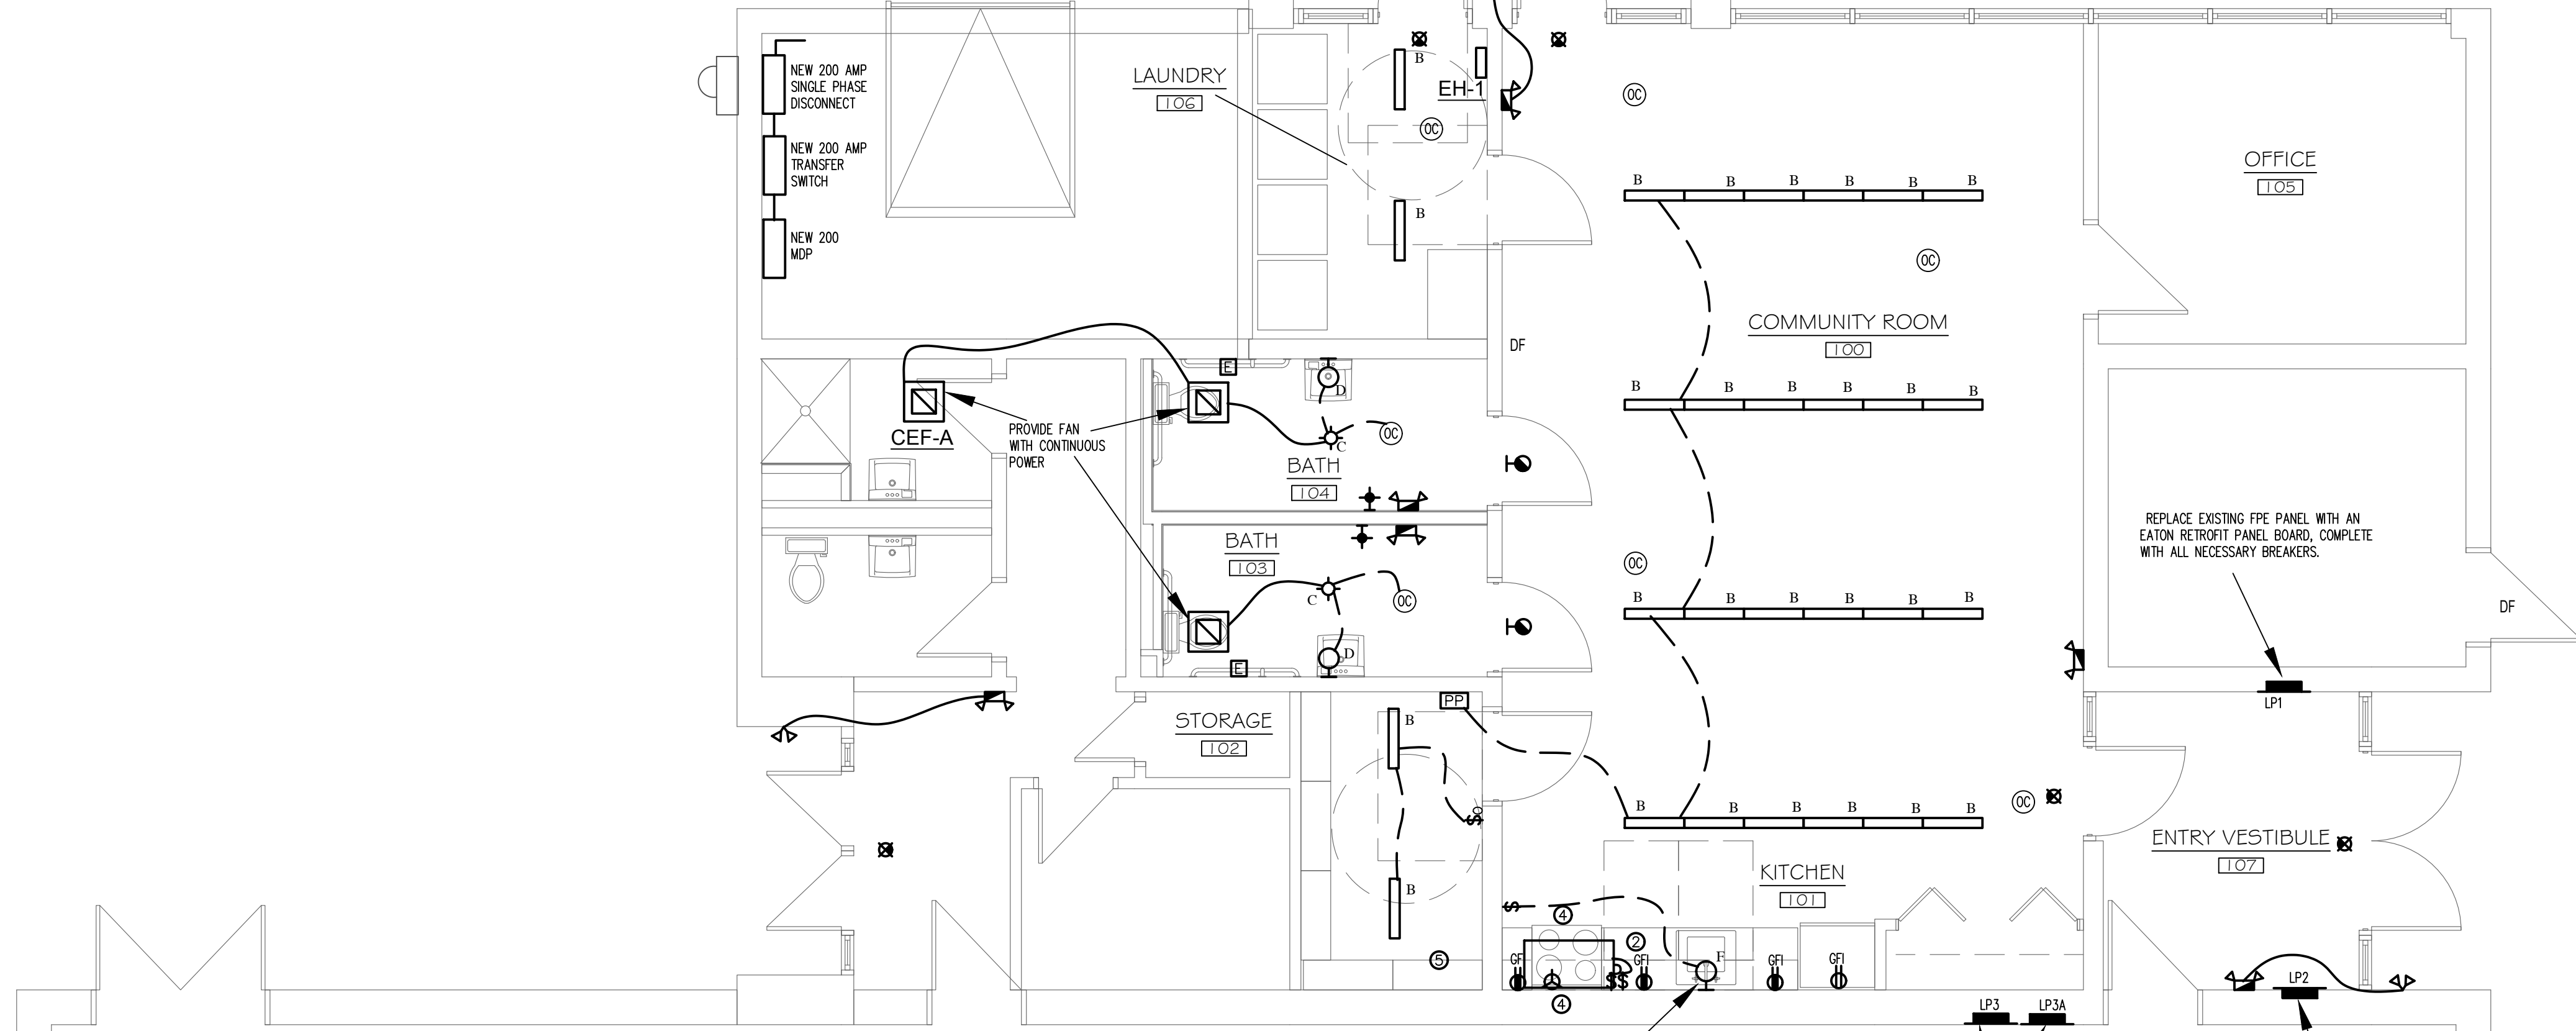 NEW 200 AMP
SINGLE PHASE
DISCONNECT
NEW 200 AMP
TRANSFER
SWITCH
NEW 200
MDP
LAUNDRY
106
B
EH-1
OC
B
OC
B B B B B B
OC
COMMUNITY ROOM
100
OFFICE
105
DF
E
D
C
OC
BATH
104
CEF-A
PROVIDE FAN
WITH CONTINUOUS
POWER
B B B B B B
BATH
103
C
OC
D
E
OC
B B B B B B
REPLACE EXISTING FPE PANEL WITH AN
EATON RETROFIT PANEL BOARD, COMPLETE
WITH ALL NECESSARY BREAKERS.
DF
LP1
STORAGE
102
PP
B
$O
B
5
B B B B B B
OC
ENTRY VESTIBULE
107
KITCHEN
101
$
4
2
F
GFI
GFI
GFI
GFI
$$
4
LP3
LP3A
LP2